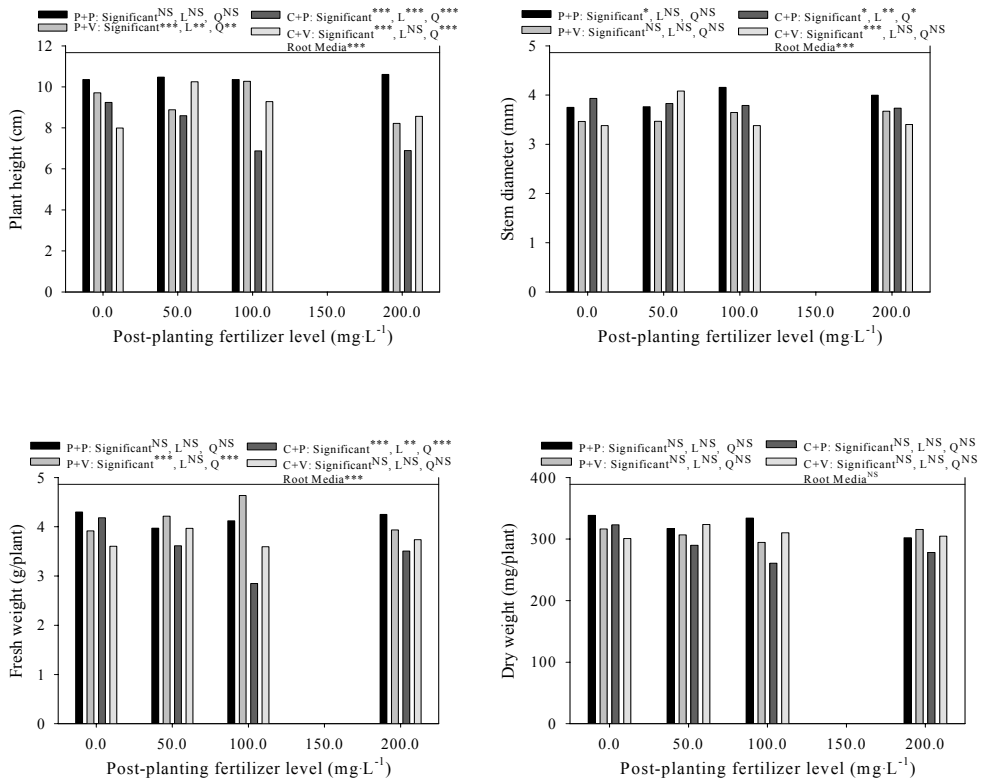 P+P: Significant^NS, L^NS, Q^NS
P+V: Significant***, L**, Q**
C+P: Significant***, L***, Q***
C+V: Significant***, L^NS, Q***
Root Media***
12
10
8
6
4
2
0
Plant height (cm)
0.0 50.0 100.0 150.0 200.0
Post-planting fertilizer level (mg·L^-1)
P+P: Significant*, L^NS, Q^NS
P+V: Significant^NS, L^NS, Q^NS
C+P: Significant*, L**, Q*
C+V: Significant***, L^NS, Q^NS
Root Media***
5
4
3
2
1
0
Stem diameter (mm)
0.0 50.0 100.0 150.0 200.0
Post-planting fertilizer level (mg·L^-1)
P+P: Significant^NS, L^NS, Q^NS
P+V: Significant***, L^NS, Q***
C+P: Significant***, L**, Q***
C+V: Significant^NS, L^NS, Q^NS
Root Media***
5
4
3
2
1
0
Fresh weight (g/plant)
0.0 50.0 100.0 150.0 200.0
Post-planting fertilizer level (mg·L^-1)
P+P: Significant^NS, L^NS, Q^NS
P+V: Significant^NS, L^NS, Q^NS
C+P: Significant^NS, L^NS, Q^NS
C+V: Significant^NS, L^NS, Q^NS
Root Media^NS
400
300
200
100
0
Dry weight (mg/plant)
0.0 50.0 100.0 150.0 200.0
Post-planting fertilizer level (mg·L^-1)